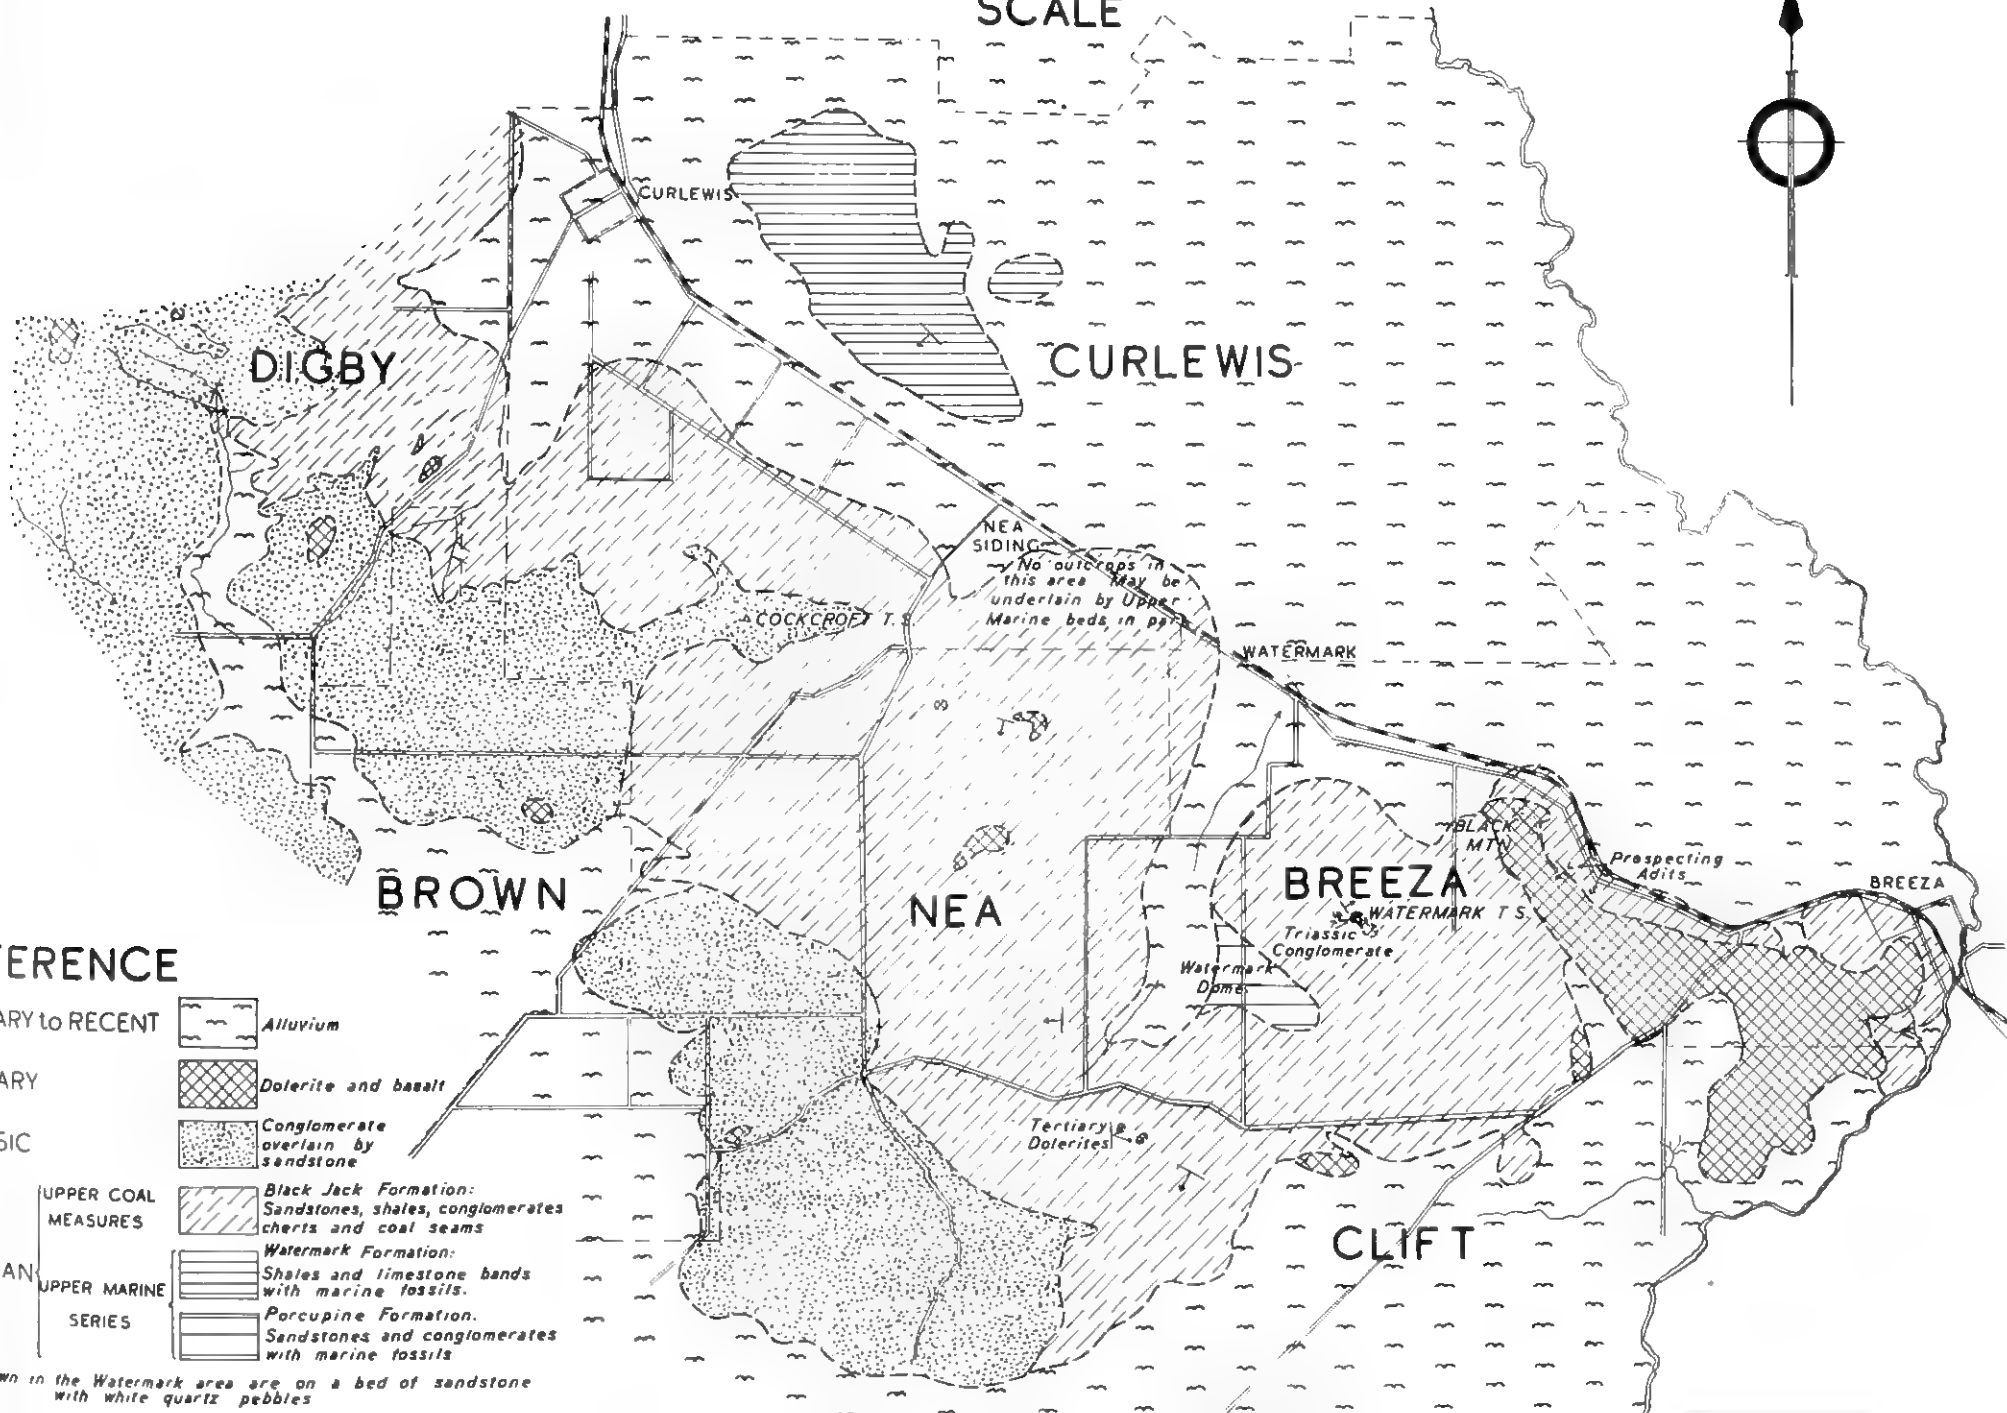 SCALE
CURLEWIS
DIGBY
CURLEWIS
NEA
SIDING
No outcrops in
this area May be
underlain by Upper
Marine beds in part
COCKCROFT T.S
WATERMARK
BLACK
MTN
Prospecting
Adits
BREEZA
BREEZA
BROWN
NEA
WATERMARK T S
Triassic
Conglomerate
Watermark
Dome
Tertiary
Dolerites
CLIFT
ERENCE
ARY to RECENT
Alluvium
ARY
Dolerite and basalt
SIC
Conglomerate
overlain by
sandstone
UPPER COAL
MEASURES
Black Jack Formation:
Sandstones, shales, conglomerates
cherts and coal seams
AN
UPPER MARINE
SERIES
Watermark Formation:
Shales and limestone bands
with marine fossils.
Porcupine Formation.
Sandstones and conglomerates
with marine fossils
wn in the Watermark area are on a bed of sandstone
with white quartz pebbles